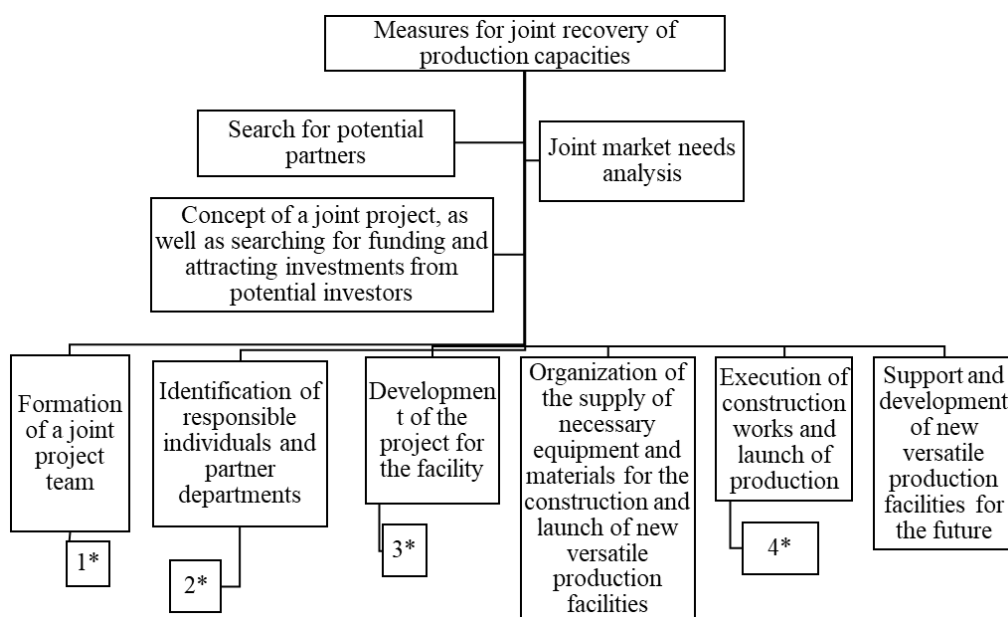 Measures for joint recovery of
production capacities
Search for potential
partners
Joint market needs
analysis
Concept of a joint project, as
well as searching for funding and
attracting investments from
potential investors
Formation
of a joint
project
team
1*
Identification of
responsible
individuals and
partner
departments
2*
Developmen
t of the
project for
the facility
3*
Organization of
the supply of
necessary
equipment and
materials for the
construction and
launch of new
versatile
production
facilities
Execution of
construction
works and
launch of
production
4*
Support and
development
of new
versatile
production
facilities for
the future